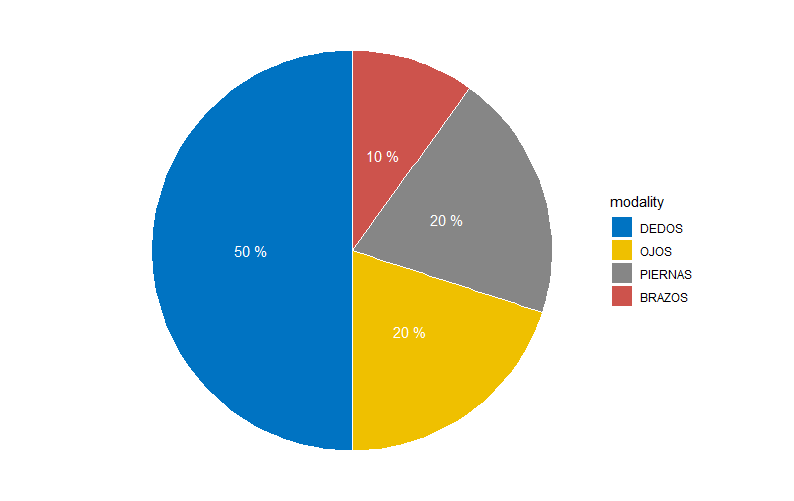 10 %
20 %
50 %
20 %
modality
DEDOS
OJOS
PIERNAS
BRAZOS